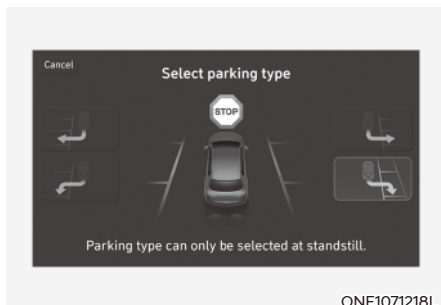 Cancel
Select parking type
STOP
Parking type can only be selected at standstill.
ONE1071218L